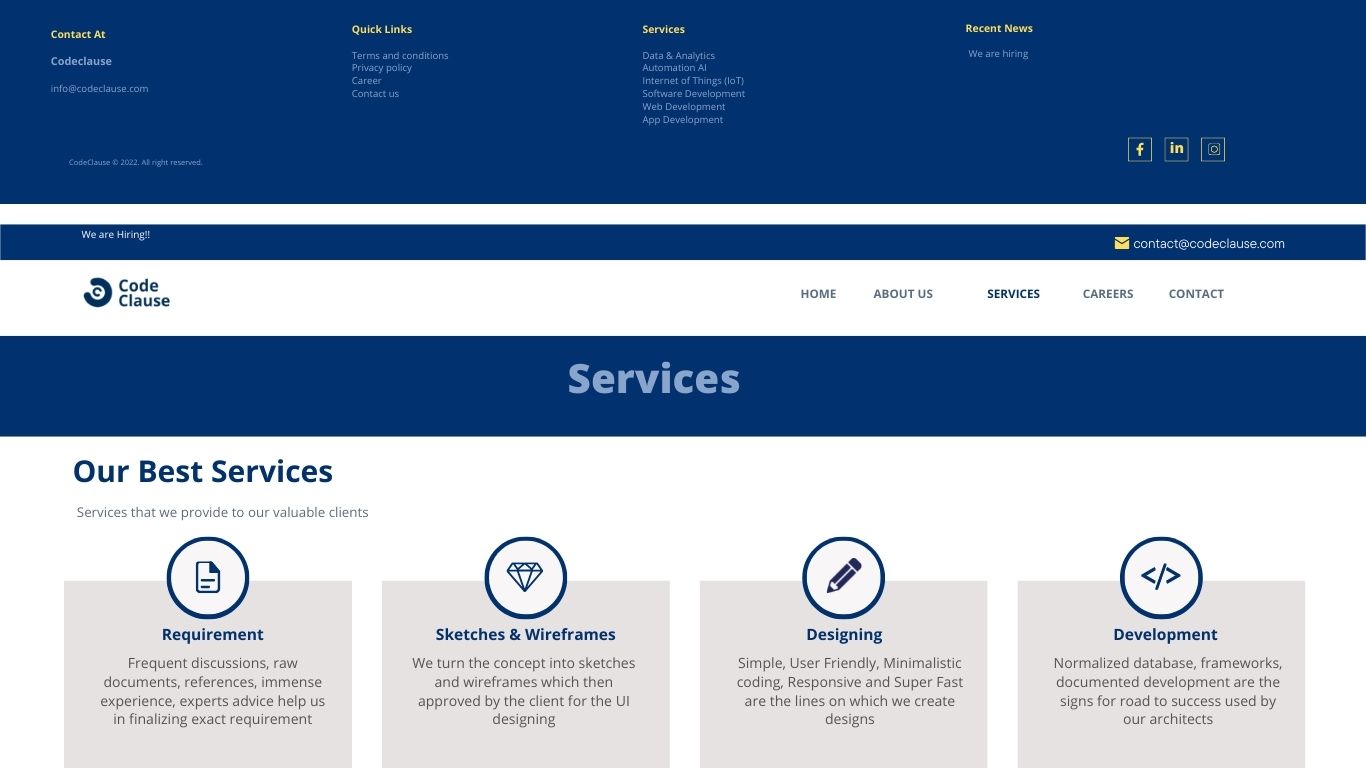 Contact At
Codeclause
info@codeclause.com
CodeClause © 2022. All right reserved.
Quick Links
Terms and conditions
Privacy policy
Career
Contact us
Services
Data & Analytics
Automation AI
Internet of Things (IoT)
Software Development
Web Development
App Development
Recent News
We are hiring
We are Hiring!!
contact@codeclause.com
Code
Clause
HOME ABOUT US SERVICES CAREERS CONTACT
Services
Our Best Services
Services that we provide to our valuable clients
Requirement
Frequent discussions, raw
documents, references, immense
experience, experts advice help us
in finalizing exact requirement
Sketches & Wireframes
We turn the concept into sketches
and wireframes which then
approved by the client for the UI
designing
Designing
Simple, User Friendly, Minimalistic
coding, Responsive and Super Fast
are the lines on which we create
designs
Development
Normalized database, frameworks,
documented development are the
signs for road to success used by
our architects